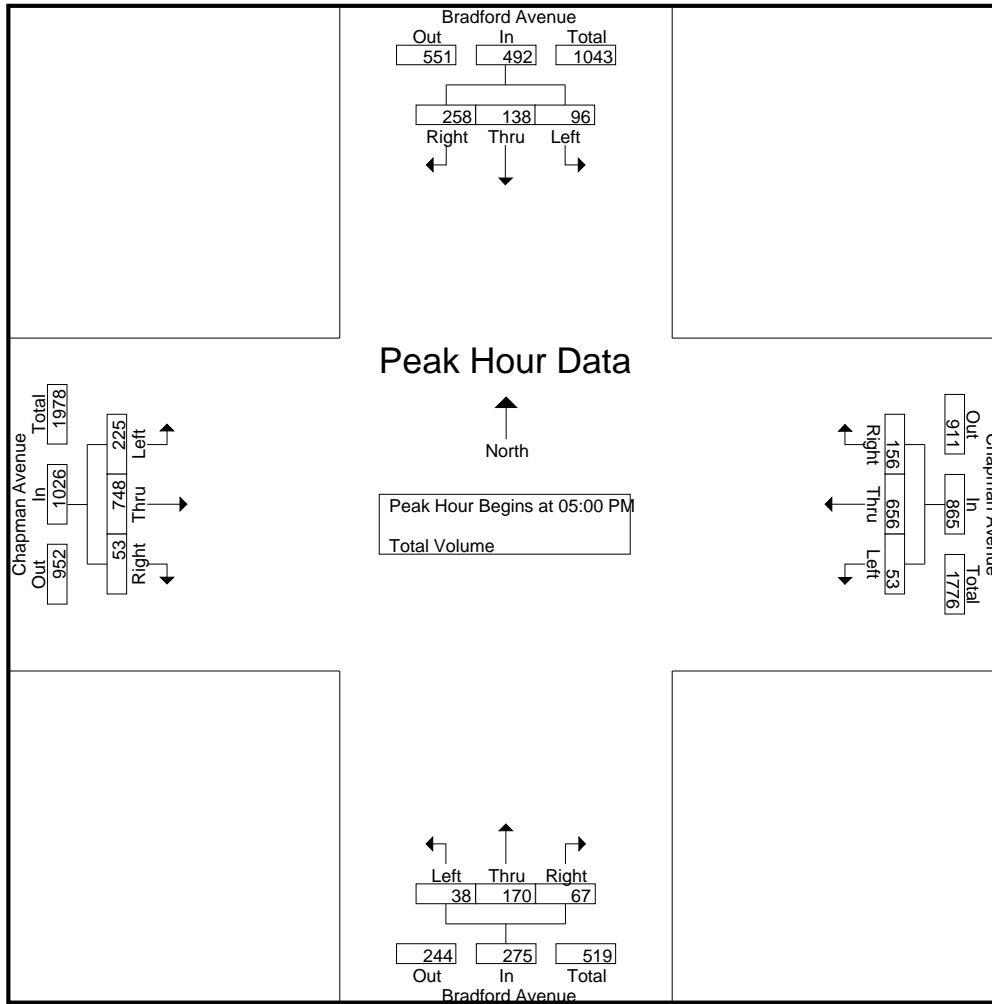 Bradford Avenue
Out In Total
551 492 1043
258 138 96
Right Thru Left
Peak Hour Data
North
Peak Hour Begins at 05:00 PM
Total Volume
Chapman Avenue
Out In Total
952 1026 1978
Left Thru Right
225 748 53
Chapman Avenue
Out In Total
911 865 1776
Right Thru Left
156 656 53
Left Thru Right
38 170 67
244 275 519
Out In Total
Bradford Avenue